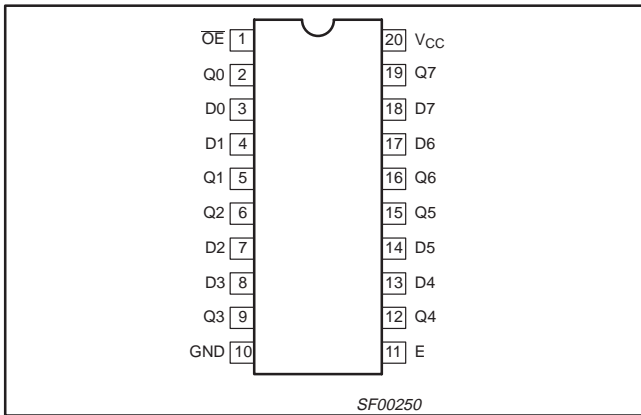 O̅E̅ 1 20 VCC
Q0 2 19 Q7
D0 3 18 D7
D1 4 17 D6
Q1 5 16 Q6
Q2 6 15 Q5
D2 7 14 D5
D3 8 13 D4
Q3 9 12 Q4
GND 10 11 E
SF00250